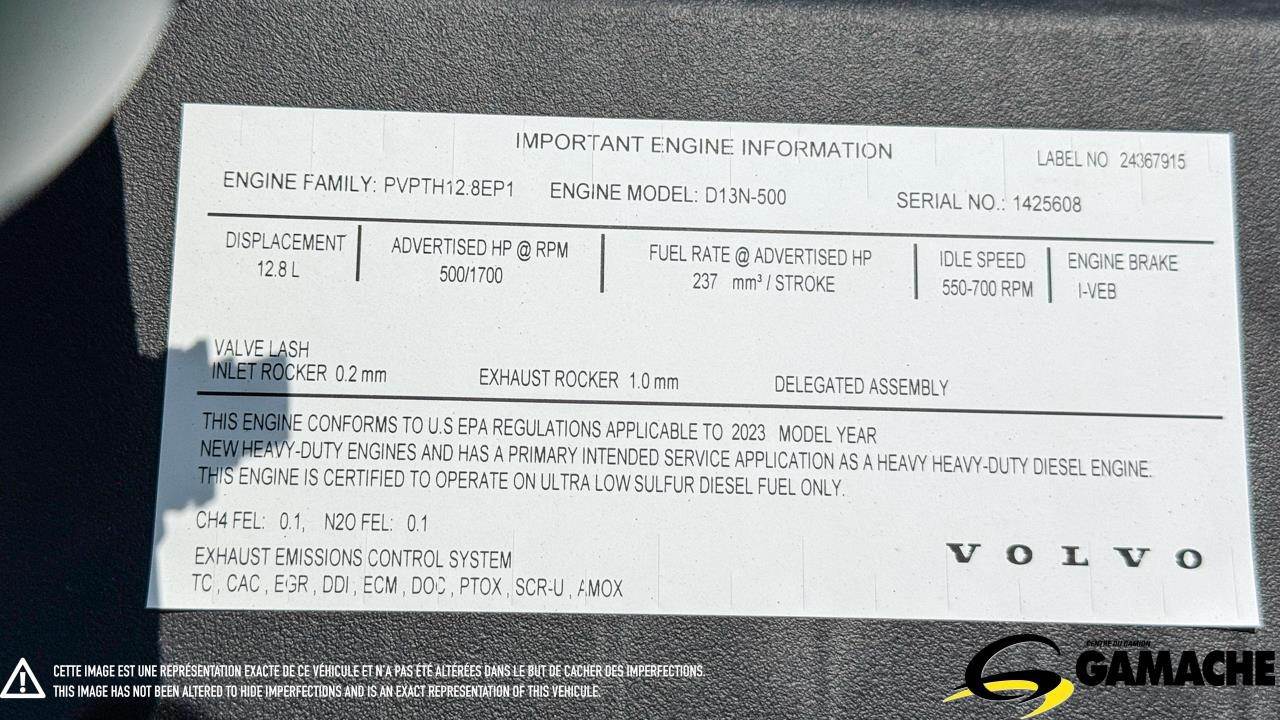 IMPORTANT ENGINE INFORMATION
LABEL NO 24367915
ENGINE FAMILY: PVPTH12.8EP1 ENGINE MODEL: D13N-500 SERIAL NO.: 1425608
DISPLACEMENT ADVERTISED HP @ RPM FUEL RATE @ ADVERTISED HP IDLE SPEED ENGINE BRAKE
12.8 L 500/1700 237 mm³ / STROKE 550-700 RPM I-VEB
VALVE LASH
INLET ROCKER 0.2 mm EXHAUST ROCKER 1.0 mm DELEGATED ASSEMBLY
THIS ENGINE CONFORMS TO U.S EPA REGULATIONS APPLICABLE TO 2023 MODEL YEAR
NEW HEAVY-DUTY ENGINES AND HAS A PRIMARY INTENDED SERVICE APPLICATION AS A HEAVY HEAVY-DUTY DIESEL ENGINE.
THIS ENGINE IS CERTIFIED TO OPERATE ON ULTRA LOW SULFUR DIESEL FUEL ONLY.
CH4 FEL: 0.1, N2O FEL: 0.1
EXHAUST EMISSIONS CONTROL SYSTEM
TC , CAC , EGR , DDI , ECM , DOC , PTOX , SCR-U , AMOX
VOLVO
CETTE IMAGE EST UNE REPRÉSENTATION EXACTE DE CE VÉHICULE ET N'A PAS ÉTÉ ALTÉRÉES DANS LE BUT DE CACHER DES IMPERFECTIONS.
THIS IMAGE HAS NOT BEEN ALTERED TO HIDE IMPERFECTIONS AND IS AN EXACT REPRESENTATION OF THIS VEHICULE.
CENTRE DU CAMION
GAMACHE